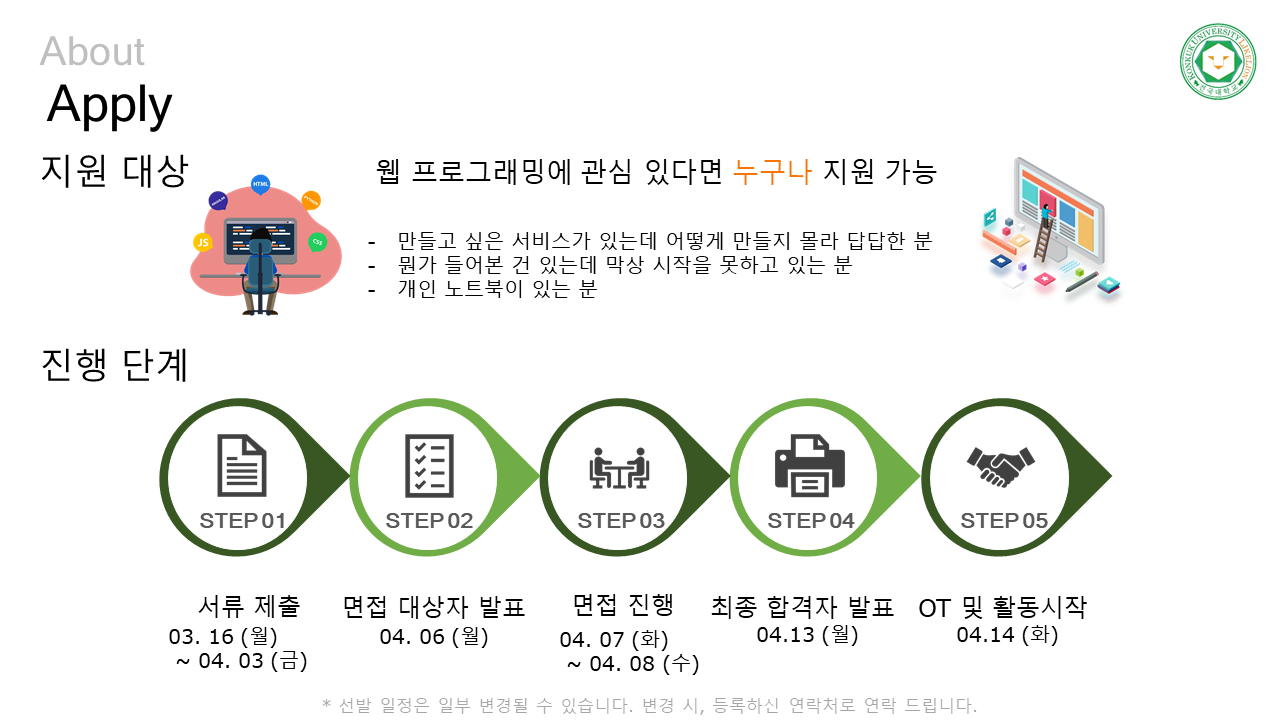 About
Apply
KONKUK UNIVERSITY LIKELION
건국대학교
지원 대상
웹 프로그래밍에 관심 있다면 누구나 지원 가능
HTML
JS
CSS
- 만들고 싶은 서비스가 있는데 어떻게 만들지 몰라 답답한 분
- 뭔가 들어본 건 있는데 막상 시작을 못하고 있는 분
- 개인 노트북이 있는 분
진행 단계
STEP 01
STEP 02
STEP 03
STEP 04
STEP 05
서류 제출
03. 16 (월)
~ 04. 03 (금)
면접 대상자 발표
04. 06 (월)
면접 진행
04. 07 (화)
~ 04. 08 (수)
최종 합격자 발표
04.13 (월)
OT 및 활동시작
04.14 (화)
* 선발 일정은 일부 변경될 수 있습니다. 변경 시, 등록하신 연락처로 연락 드립니다.